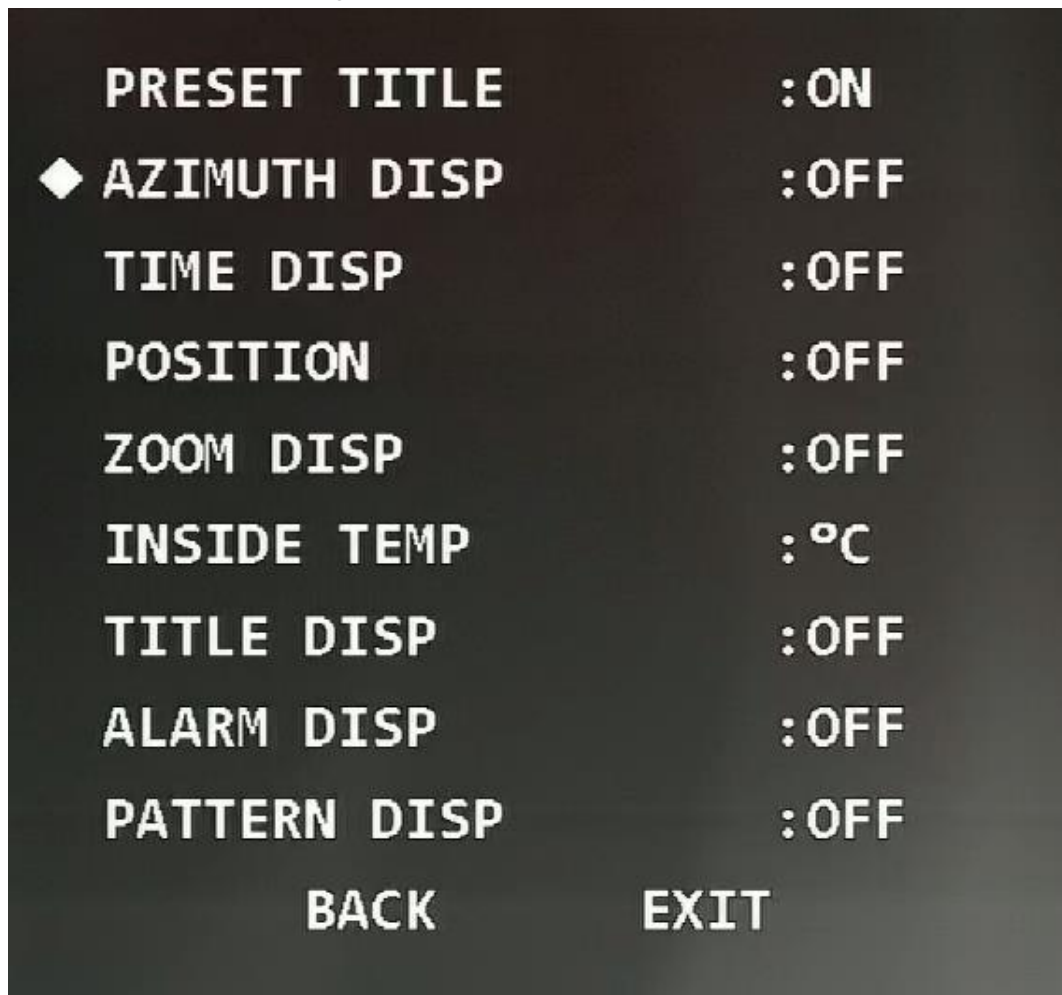 PRESET TITLE :ON
AZIMUTH DISP :OFF
TIME DISP :OFF
POSITION :OFF
ZOOM DISP :OFF
INSIDE TEMP :°C
TITLE DISP :OFF
ALARM DISP :OFF
PATTERN DISP :OFF
BACK EXIT